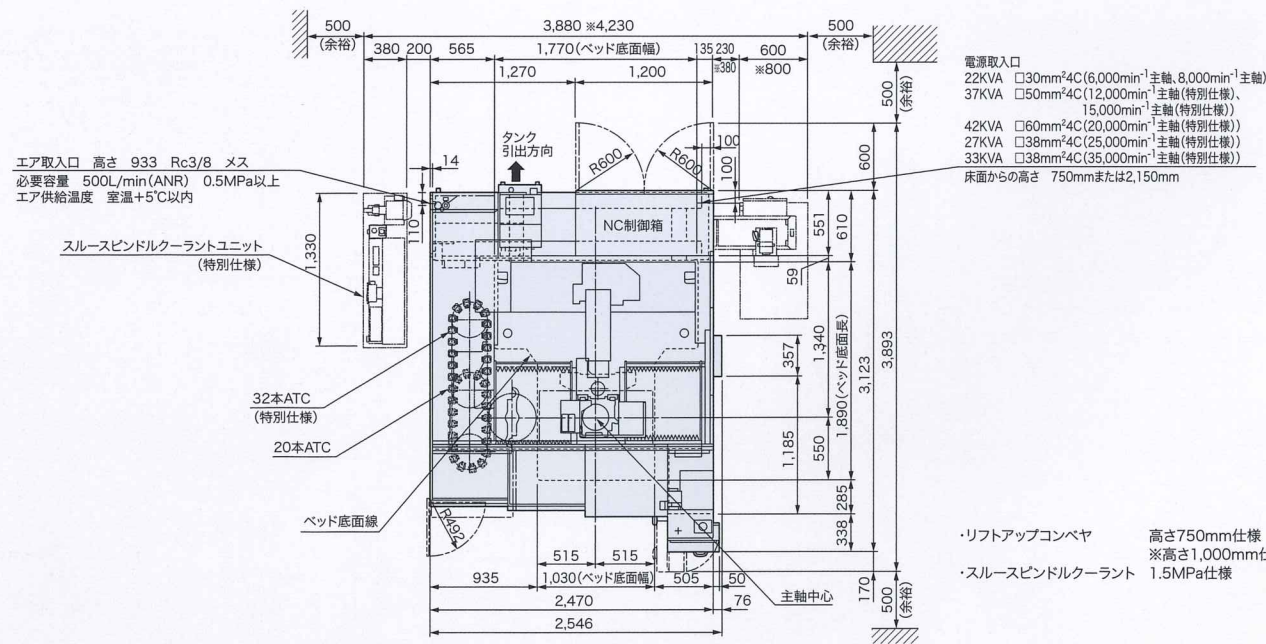 500
(余裕)
3,880 ※4,230
500
(余裕)
380
200
565
1,770(ベッド底面幅)
135
230
※380
600
※800
1,270
1,200
500
(余裕)
電源取入口
22KVA □30mm²4C(6,000min⁻¹主軸、8,000min⁻¹主軸)
37KVA □50mm²4C(12,000min⁻¹主軸(特別仕様)、
15,000min⁻¹主軸(特別仕様))
42KVA □60mm²4C(20,000min⁻¹主軸(特別仕様))
27KVA □38mm²4C(25,000min⁻¹主軸(特別仕様))
33KVA □38mm²4C(35,000min⁻¹主軸(特別仕様))
床面からの高さ 750mmまたは2,150mm
タンク
引出方向
R600
R600
100
100
600
エア取入口 高さ 933 Rc3/8 メス
必要容量 500L/min(ANR) 0.5MPa以上
エア供給温度 室温+5℃以内
14
110
1,330
スルースピンドルクーラントユニット
(特別仕様)
NC制御箱
551
610
59
32本ATC
(特別仕様)
20本ATC
ベッド底面線
357
1,340
1,890(ベッド底面長)
3,123
3,893
1,185
550
285
338
170
500
(余裕)
R492
515
515
935
1,030(ベッド底面幅)
505
50
2,470
76
2,546
主軸中心
・リフトアップコンベヤ 高さ750mm仕様
※高さ1,000mm仕
・スルースピンドルクーラント 1.5MPa仕様